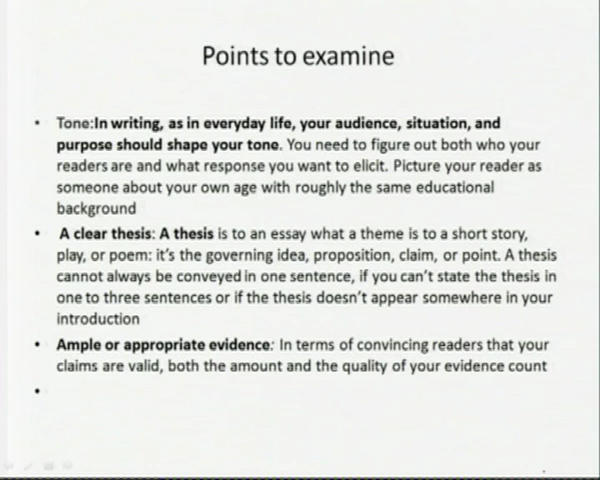 Points to examine
• Tone:In writing, as in everyday life, your audience, situation, and
purpose should shape your tone. You need to figure out both who your
readers are and what response you want to elicit. Picture your reader as
someone about your own age with roughly the same educational
background
• A clear thesis: A thesis is to an essay what a theme is to a short story,
play, or poem: it's the governing idea, proposition, claim, or point. A thesis
cannot always be conveyed in one sentence, if you can't state the thesis in
one to three sentences or if the thesis doesn't appear somewhere in your
introduction
• Ample or appropriate evidence: In terms of convincing readers that your
claims are valid, both the amount and the quality of your evidence count
•